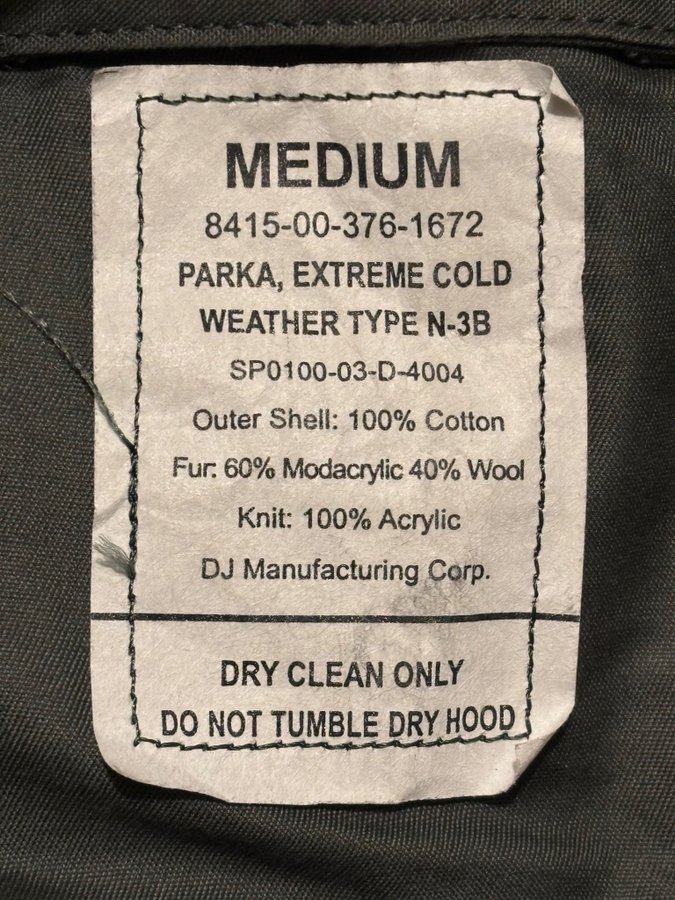 MEDIUM
8415-00-376-1672
PARKA, EXTREME COLD
WEATHER TYPE N-3B
SP0100-03-D-4004
Outer Shell: 100% Cotton
Fur: 60% Modacrylic 40% Wool
Knit: 100% Acrylic
DJ Manufacturing Corp.
DRY CLEAN ONLY
DO NOT TUMBLE DRY HOOD